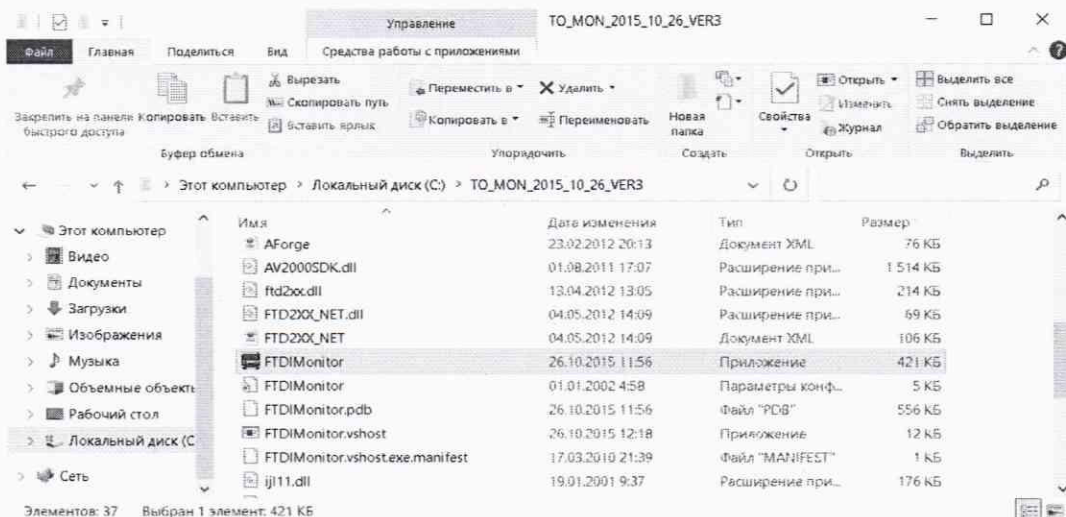 Управление TO_MON_2015_10_26_VER3
Файл Главная Поделиться Вид Средства работы с приложениями
Закрепить на панели быстрого доступа
Копировать Вставить
Вырезать
Скопировать путь
Вставить ярлык
Буфер обмена
Переместить в
Копировать в
Удалить
Переименовать
Упорядочить
Новая папка
Создать
Свойства
Открыть
Изменить
Журнал
Открыть
Выделить все
Снять выделение
Обратить выделение
Выделить
Этот компьютер > Локальный диск (C:) > TO_MON_2015_10_26_VER3
Этот компьютер
Видео
Документы
Загрузки
Изображения
Музыка
Объемные объекты
Рабочий стол
Локальный диск (C
Сеть
Имя Дата изменения Тип Размер
AForge 23.02.2012 20:13 Документ XML 76 КБ
AV2000SDK.dll 01.08.2011 17:07 Расширение при... 1 514 КБ
ftd2xx.dll 13.04.2012 13:05 Расширение при... 214 КБ
FTD2XX_NET.dll 04.05.2012 14:09 Расширение при... 69 КБ
FTD2XX_NET 04.05.2012 14:09 Документ XML 106 КБ
FTDIMonitor 26.10.2015 11:56 Приложение 421 КБ
FTDIMonitor 01.01.2002 4:58 Параметры конф... 5 КБ
FTDIMonitor.pdb 26.10.2015 11:56 Файл "PDB" 556 КБ
FTDIMonitor.vshost 26.10.2015 12:18 Приложение 12 КБ
FTDIMonitor.vshost.exe.manifest 17.03.2010 21:39 Файл "MANIFEST" 1 КБ
ijl11.dll 19.01.2001 9:37 Расширение при... 176 КБ
Элементов: 37 Выбран 1 элемент: 421 КБ